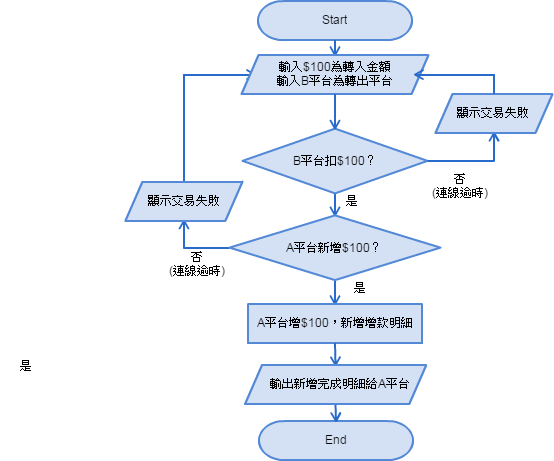 Start
輸入$100為轉入金額
輸入B平台為轉出平台
顯示交易失敗
B平台扣$100？
否
(連線逾時)
是
顯示交易失敗
A平台新增$100？
否
(連線逾時)
是
A平台增$100，新增增款明細
是
輸出新增完成明細給A平台
End